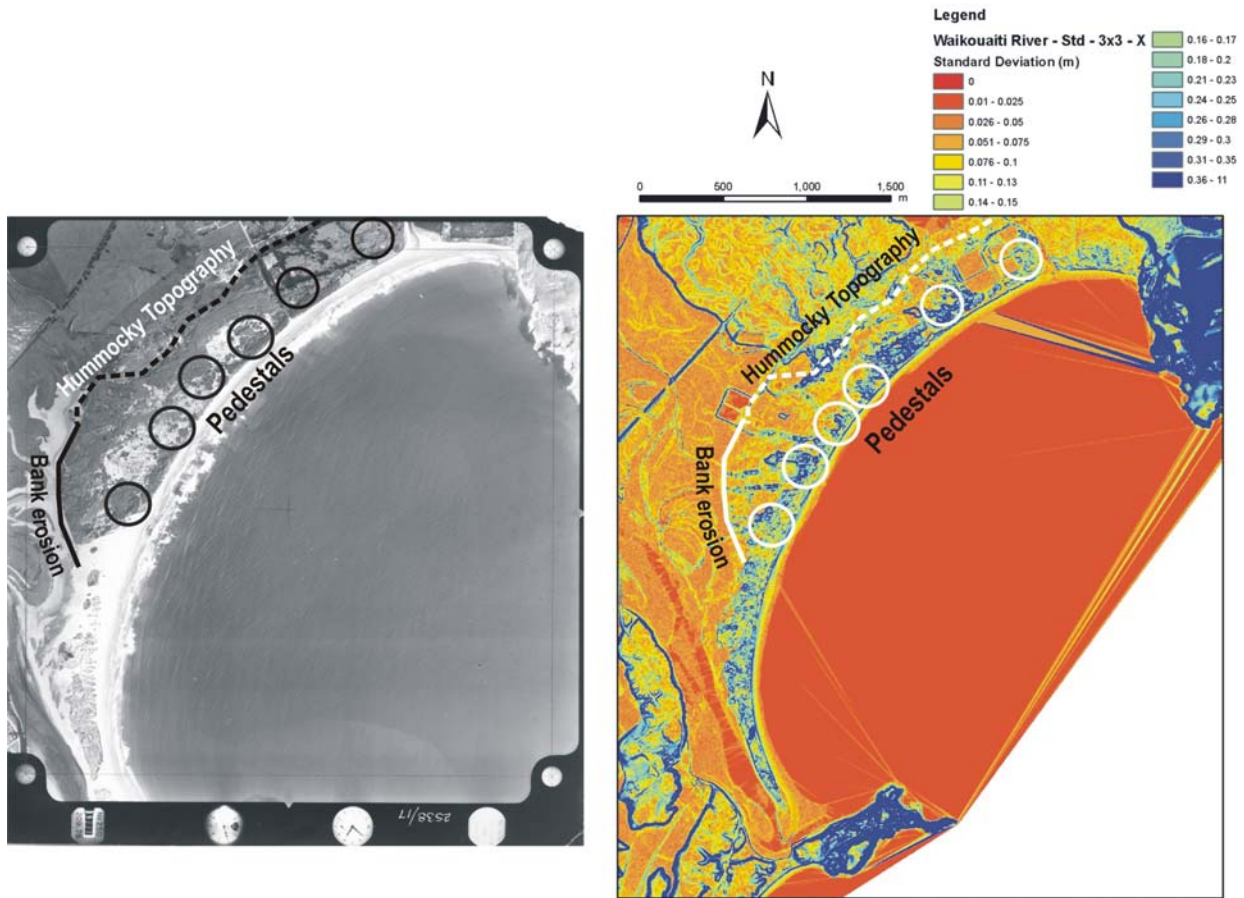 Legend
Waikouaiti River - Std - 3x3 - X
Standard Deviation (m)
0
0.01 - 0.025
0.026 - 0.05
0.051 - 0.075
0.076 - 0.1
0.11 - 0.13
0.14 - 0.15
0.16 - 0.17
0.18 - 0.2
0.21 - 0.23
0.24 - 0.25
0.26 - 0.28
0.29 - 0.3
0.31 - 0.35
0.36 - 11
N
0 500 1,000 1,500
m
Hummocky Topography
Pedestals
Bank erosion
2538/17
Hummocky Topography
Pedestals
Bank erosion